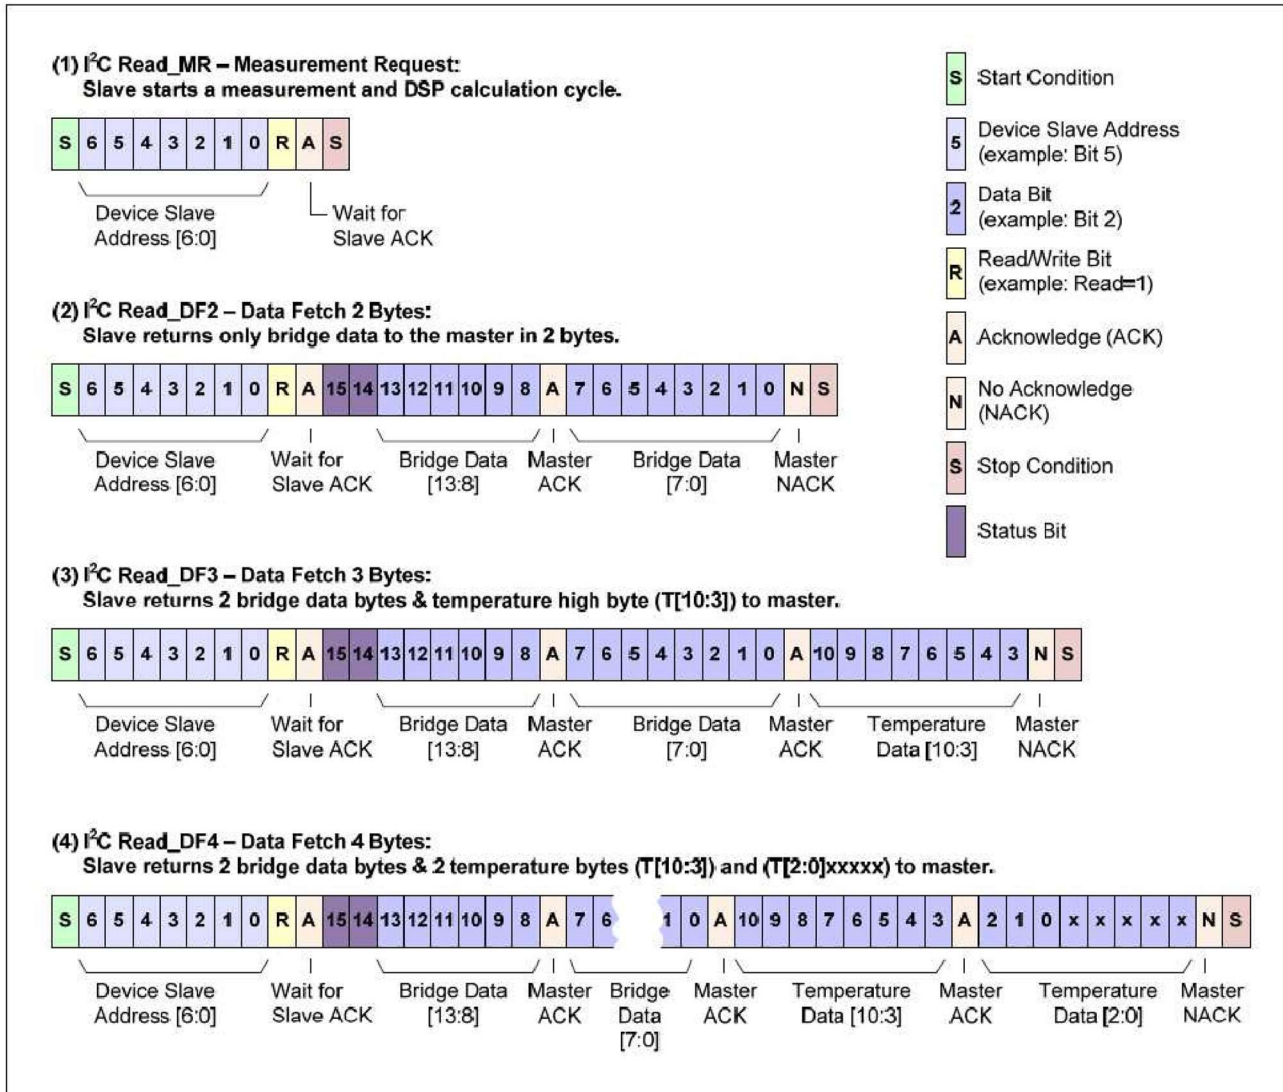 (1) I²C Read_MR – Measurement Request:
Slave starts a measurement and DSP calculation cycle.
S 6 5 4 3 2 1 0 R A S
Device Slave
Address [6:0]
Wait for
Slave ACK
(2) I²C Read_DF2 – Data Fetch 2 Bytes:
Slave returns only bridge data to the master in 2 bytes.
S 6 5 4 3 2 1 0 R A 15 14 13 12 11 10 9 8 A 7 6 5 4 3 2 1 0 N S
Device Slave
Address [6:0]
Wait for
Slave ACK
Bridge Data
[13:8]
Master
ACK
Bridge Data
[7:0]
Master
NACK
(3) I²C Read_DF3 – Data Fetch 3 Bytes:
Slave returns 2 bridge data bytes & temperature high byte (T[10:3]) to master.
S 6 5 4 3 2 1 0 R A 15 14 13 12 11 10 9 8 A 7 6 5 4 3 2 1 0 A 10 9 8 7 6 5 4 3 N S
Device Slave
Address [6:0]
Wait for
Slave ACK
Bridge Data
[13:8]
Master
ACK
Bridge Data
[7:0]
Master
ACK
Temperature
Data [10:3]
Master
NACK
(4) I²C Read_DF4 – Data Fetch 4 Bytes:
Slave returns 2 bridge data bytes & 2 temperature bytes (T[10:3]) and (T[2:0]xxxxx) to master.
S 6 5 4 3 2 1 0 R A 15 14 13 12 11 10 9 8 A 7 6 1 0 A 10 9 8 7 6 5 4 3 A 2 1 0 x x x x x N S
Device Slave
Address [6:0]
Wait for
Slave ACK
Bridge Data
[13:8]
Master
ACK
Bridge
Data
[7:0]
Master
ACK
Temperature
Data [10:3]
Master
ACK
Temperature
Data [2:0]
Master
NACK
S Start Condition
5 Device Slave Address
(example: Bit 5)
2 Data Bit
(example: Bit 2)
R Read/Write Bit
(example: Read=1)
A Acknowledge (ACK)
N No Acknowledge
(NACK)
S Stop Condition
Status Bit